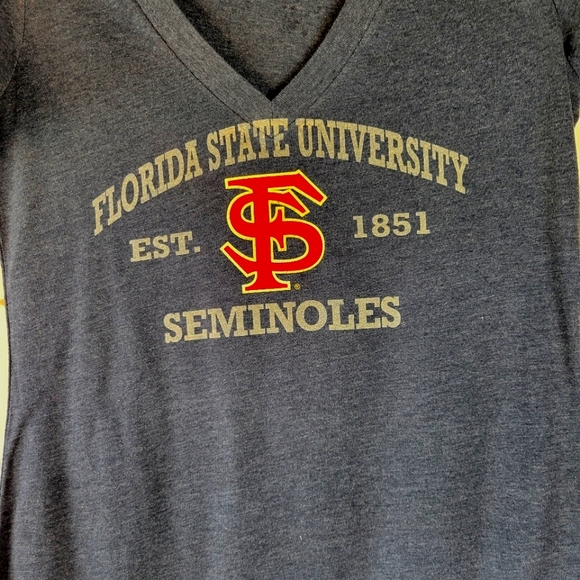 FLORIDA STATE UNIVERSITY
EST. FS 1851
®
SEMINOLES